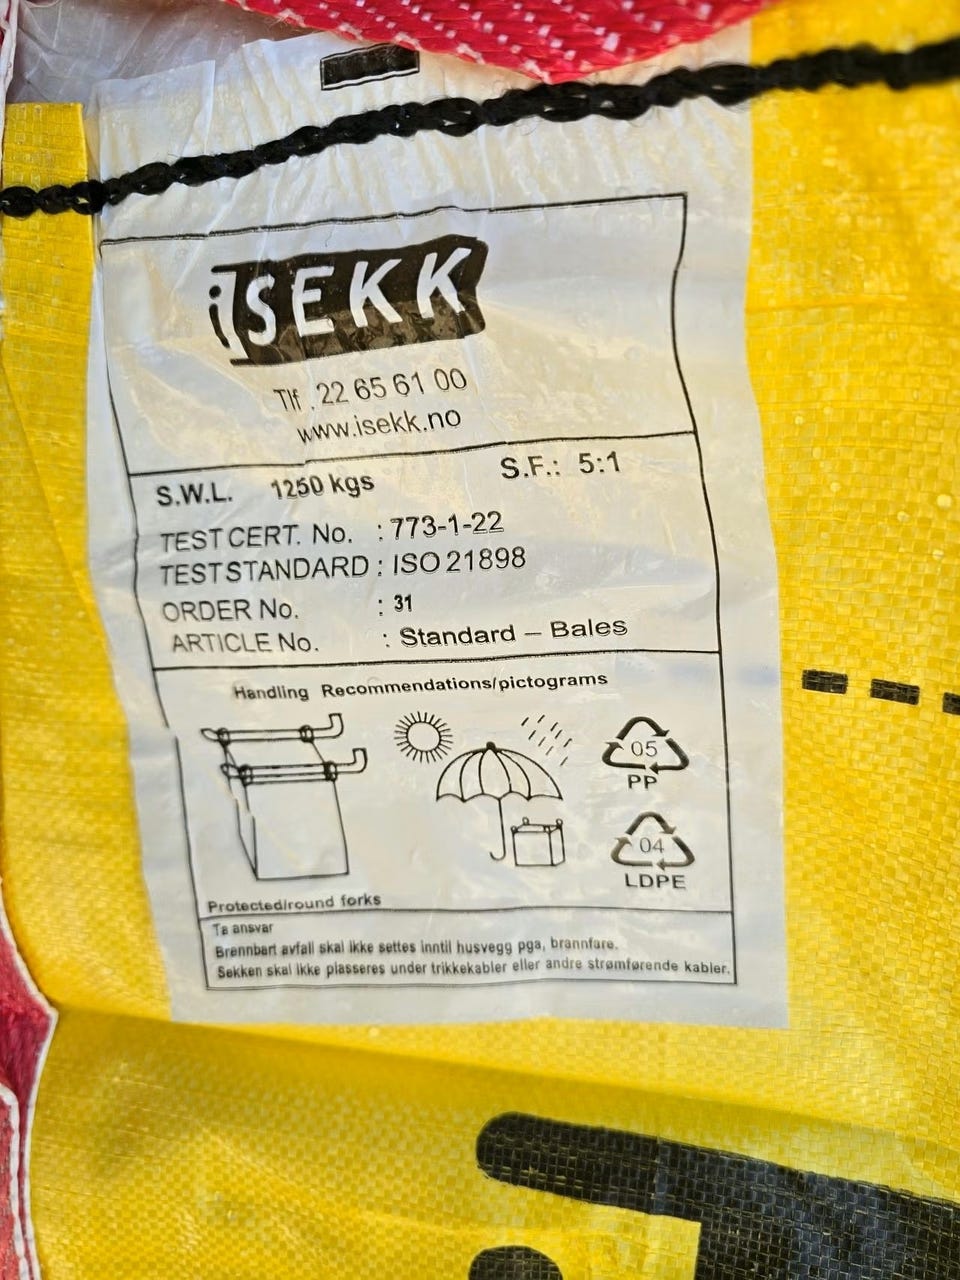 iSEKK
Tlf . 22 65 61 00
www.isekk.no
S.W.L. 1250 kgs S.F.: 5:1
TEST CERT. No. : 773-1-22
TEST STANDARD : ISO 21898
ORDER No. : 31
ARTICLE No. : Standard – Bales
Handling Recommendations/pictograms
05
PP
04
LDPE
Protected/round forks
Ta ansvar
Brennbart avfall skal ikke settes inntil husvegg pga, brannfare.
Sekken skal ikke plasseres under trikkekabler eller andre strømførende kabler.